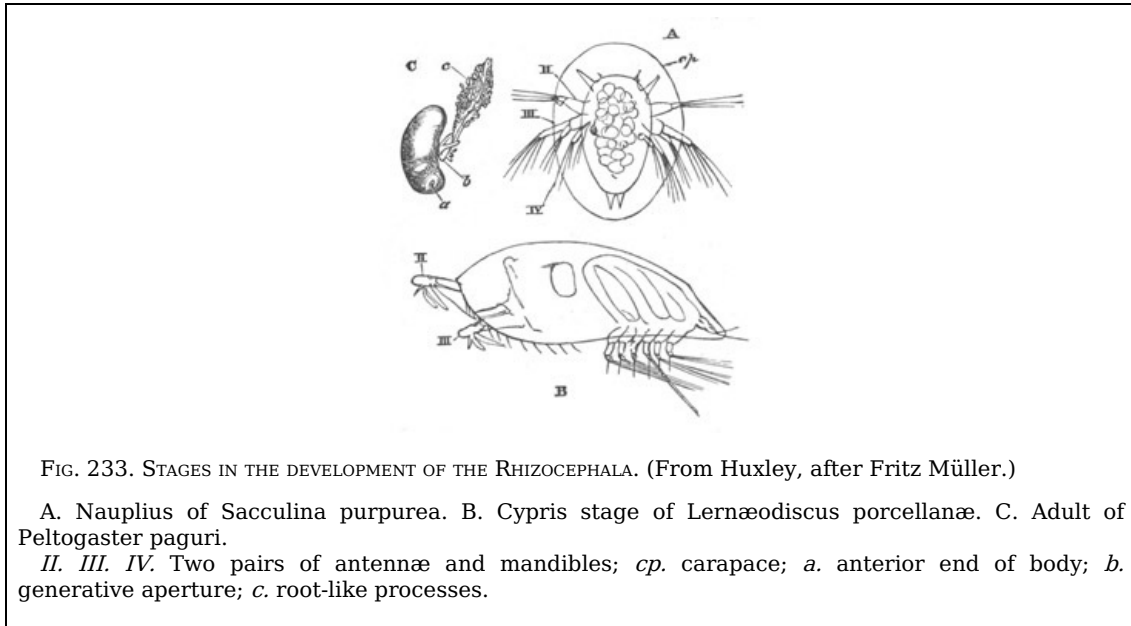 A
C
c
II
cp
III
b
a
IV
II
III
B
FIG. 233. STAGES IN THE DEVELOPMENT OF THE RHIZOCEPHALA. (From Huxley, after Fritz Müller.)
A. Nauplius of Sacculina purpurea. B. Cypris stage of Lernæodiscus porcellanæ. C. Adult of
Peltogaster paguri.
II. III. IV. Two pairs of antennæ and mandibles; cp. carapace; a. anterior end of body; b.
generative aperture; c. root-like processes.